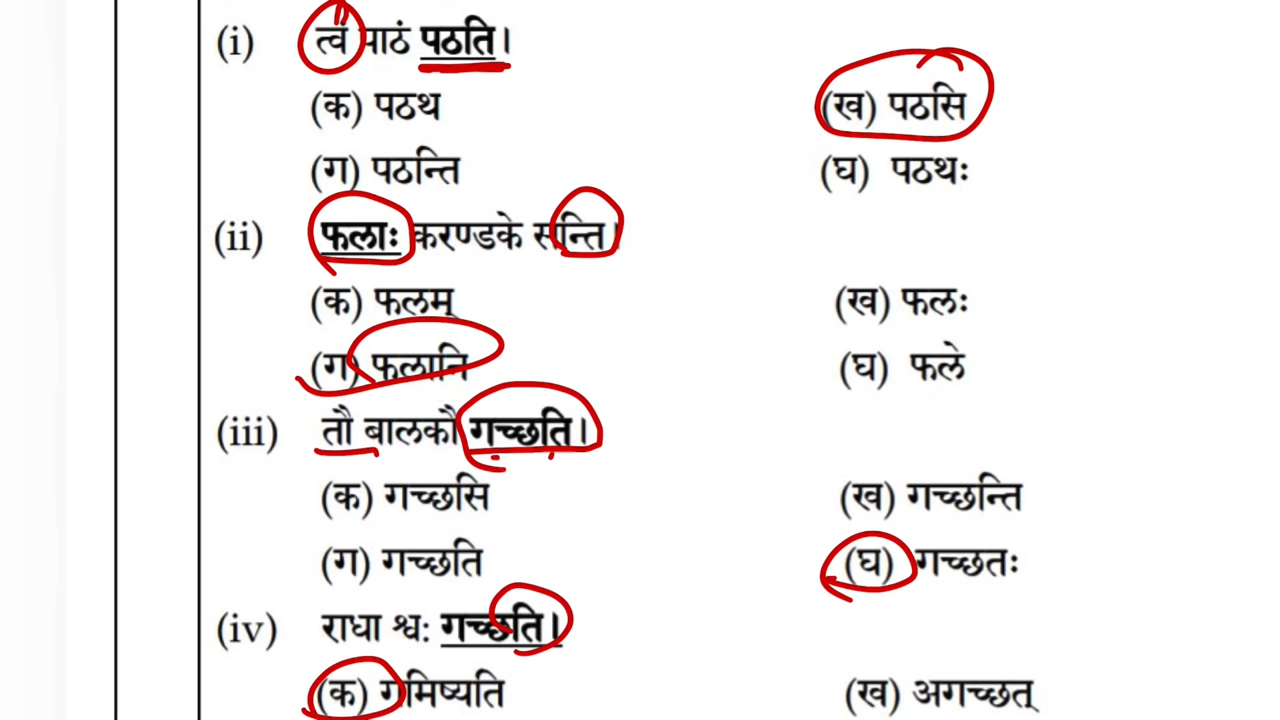 (i) त्वं पाठं पठति।
(क) पठथ (ख) पठसि
(ग) पठन्ति (घ) पठथः
(ii) फलाः करण्डके सन्ति।
(क) फलम् (ख) फलः
(ग) फलानि (घ) फले
(iii) तौ बालकौ गच्छति।
(क) गच्छसि (ख) गच्छन्ति
(ग) गच्छति (घ) गच्छतः
(iv) राधा श्व: गच्छति।
(क) गमिष्यति (ख) अगच्छत्